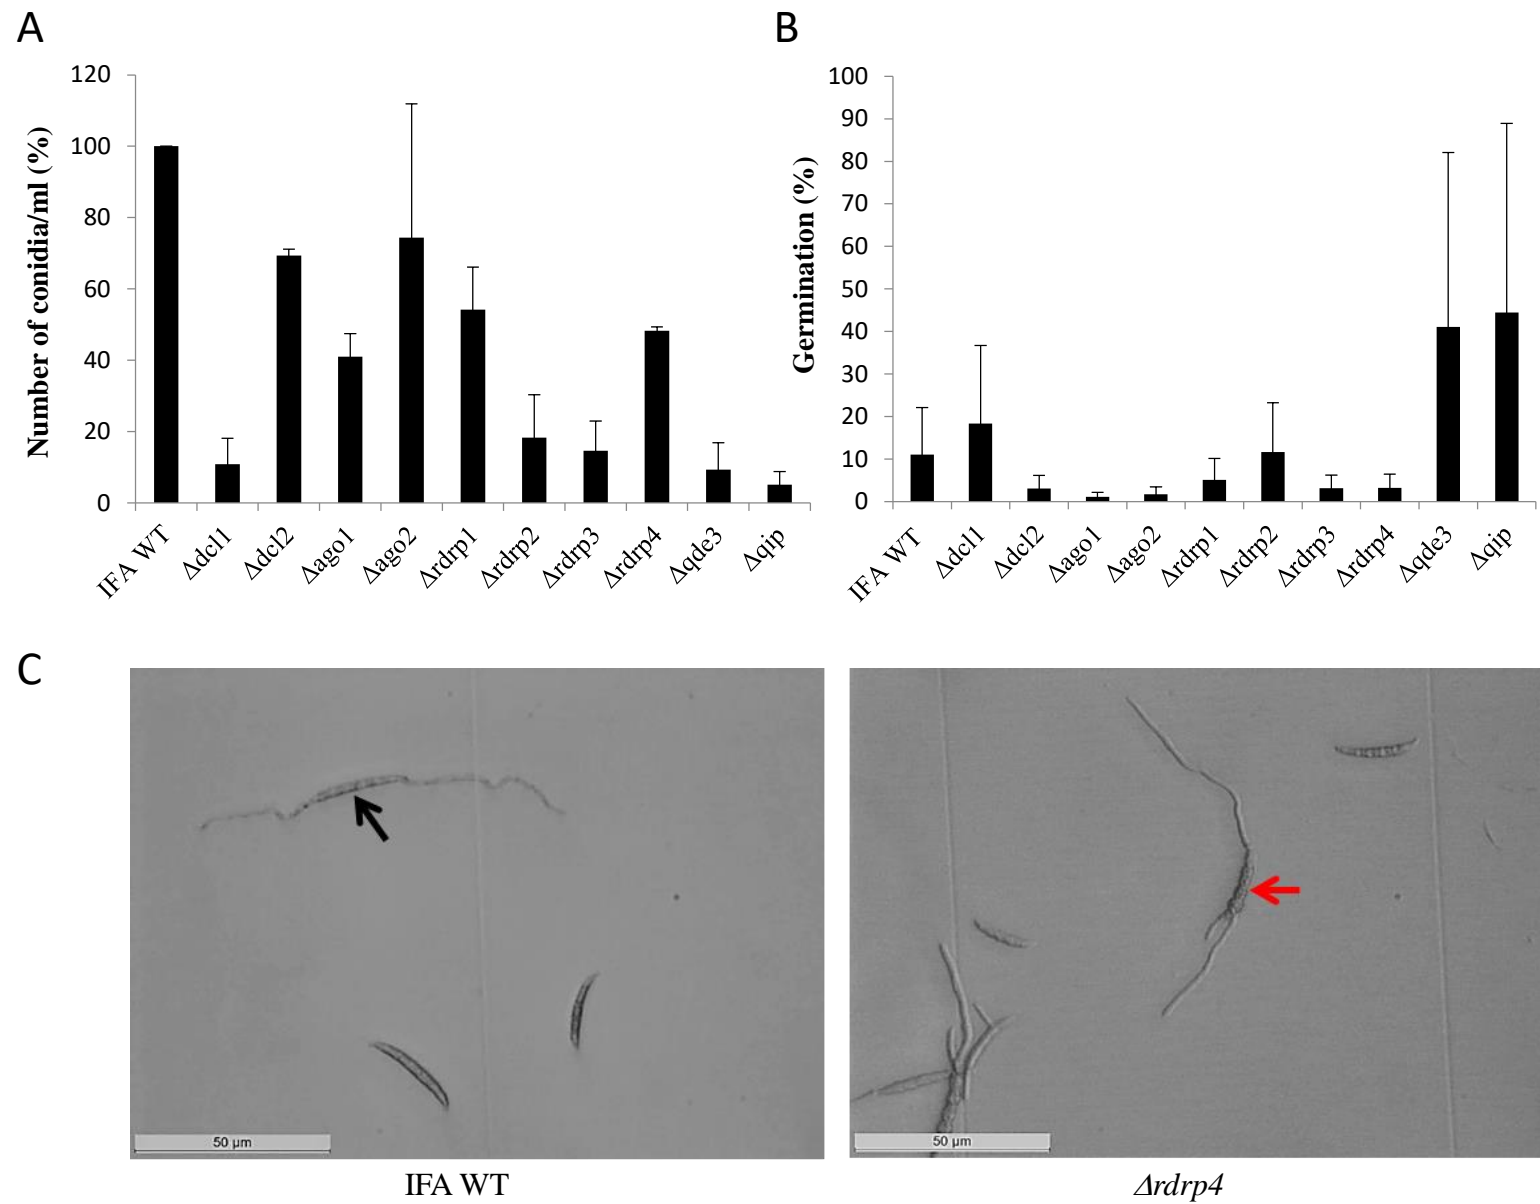 A
Number of conidia/ml (%)
120
100
80
60
40
20
0
IFA WT
Δdcl1
Δdcl2
Δago1
Δago2
Δrdrp1
Δrdrp2
Δrdrp3
Δrdrp4
Δqde3
Δqip
B
Germination (%)
100
90
80
70
60
50
40
30
20
10
0
IFA WT
Δdcl1
Δdcl2
Δago1
Δago2
Δrdrp1
Δrdrp2
Δrdrp3
Δrdrp4
Δqde3
Δqip
C
50 μm
50 μm
IFA WT
Δrdrp4